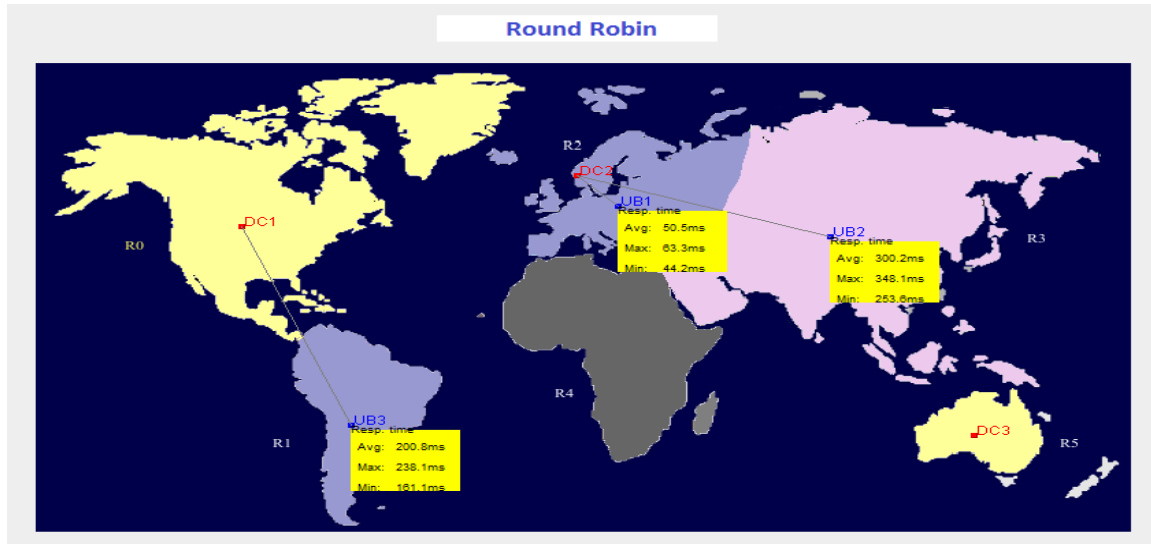 Round Robin
R2
DC2
UB1
Resp. time
Avg: 50.5ms
Max: 63.3ms
Min: 44.2ms
DC1
R0
UB2
Resp. time
Avg: 300.2ms
Max: 348.1ms
Min: 253.6ms
R3
R4
UB3
Resp. time
Avg: 200.8ms
Max: 238.1ms
Min: 161.1ms
R1
DC3
R5